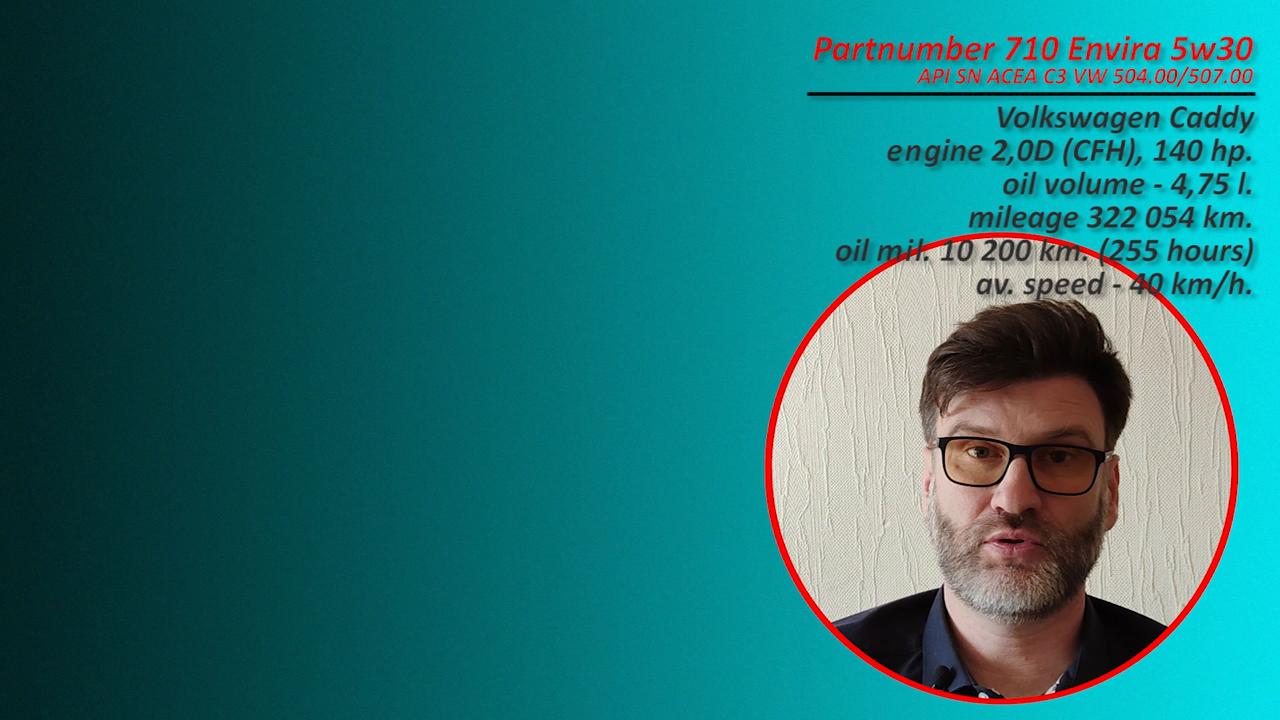 Partnumber 710 Envira 5w30
API SN ACEA C3 VW 504.00/507.00
Volkswagen Caddy
engine 2,0D (CFH), 140 hp.
oil volume - 4,75 l.
mileage 322 054 km.
oil mil. 10 200 km. (255 hours)
av. speed - 40 km/h.